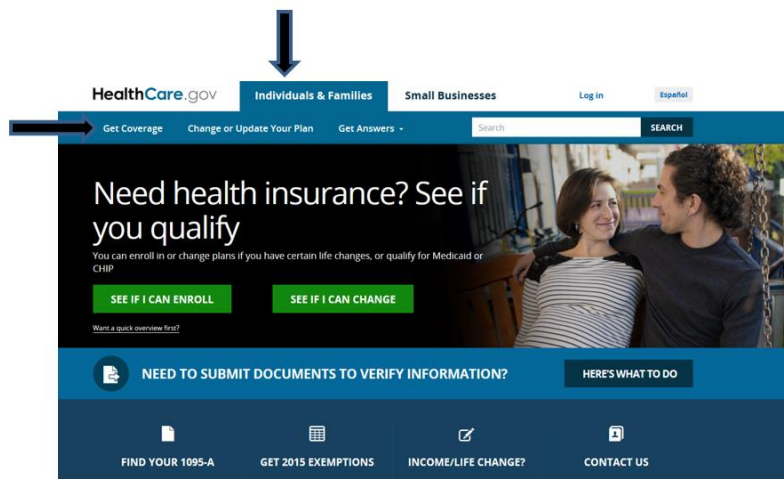 HealthCare.gov Individuals & Families Small Businesses Log in Español
Get Coverage Change or Update Your Plan Get Answers Search SEARCH
Need health insurance? See if
you qualify
You can enroll in or change plans if you have certain life changes, or qualify for Medicaid or
CHIP
SEE IF I CAN ENROLL SEE IF I CAN CHANGE
Want a quick overview first?
NEED TO SUBMIT DOCUMENTS TO VERIFY INFORMATION? HERE'S WHAT TO DO
FIND YOUR 1095-A GET 2015 EXEMPTIONS INCOME/LIFE CHANGE? CONTACT US